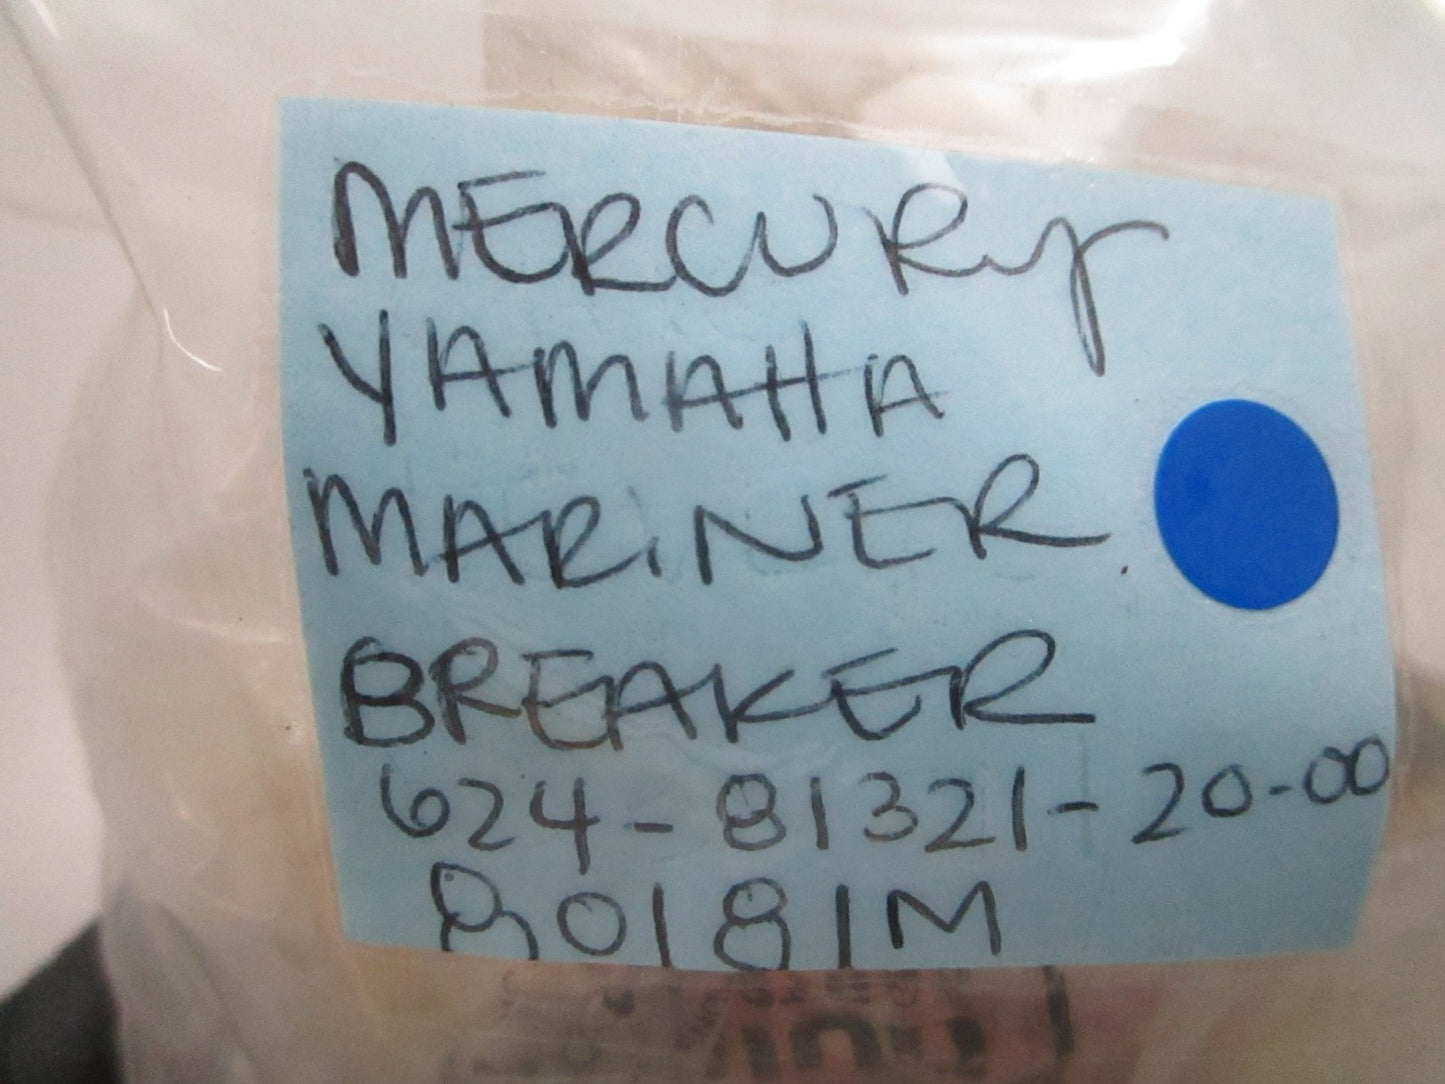 MERCURY
YAMAHA
MARINER
BREAKER
624-81321-20-00
80181M